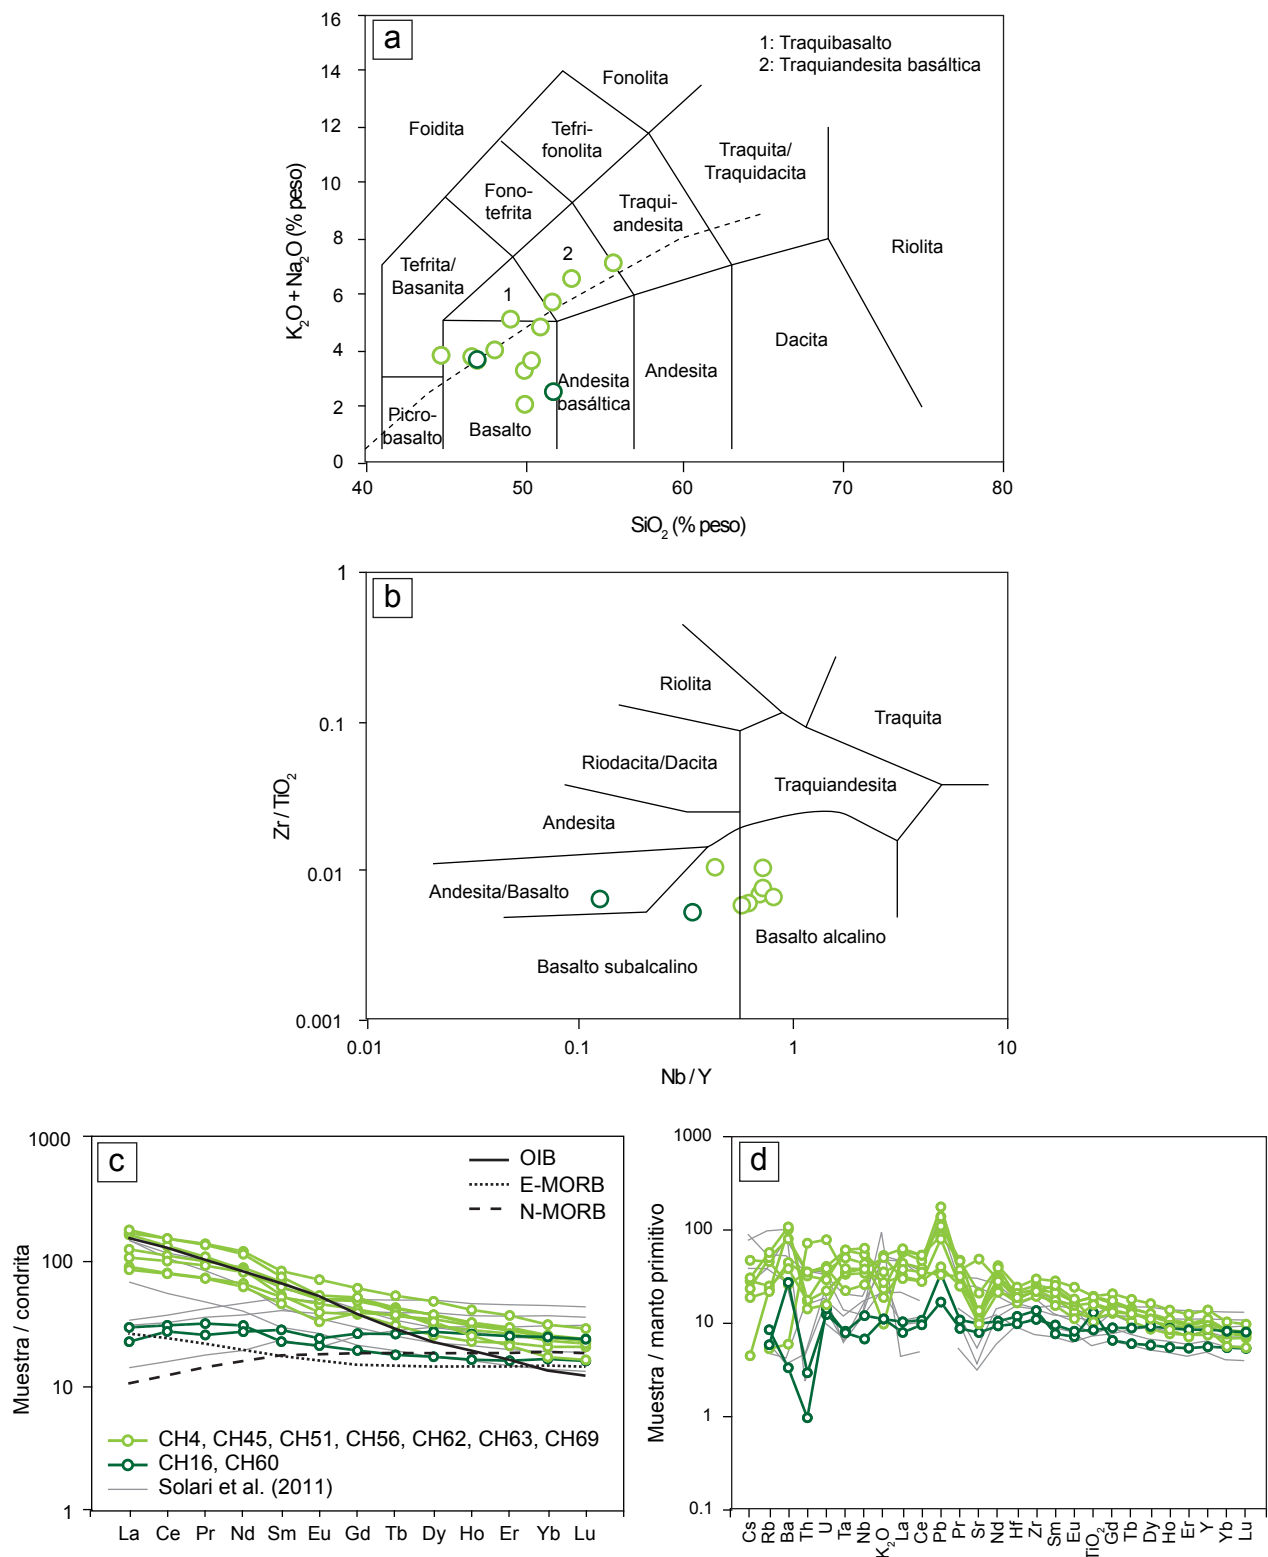 a
1: Traquibasalto
2: Traquiandesita basáltica
16
14
12
10
8
6
4
2
0
K2O + Na2O (% peso)
Fonolita
Foidita
Tefri-
fonolita
Traquita/
Traquidacita
Fono-
tefrita
Traqui-
andesita
Riolita
2
Tefrita/
Basanita
1
Dacita
Andesita
Andesita
basáltica
Picro-
basalto
Basalto
40
50
60
70
80
SiO2 (% peso)
b
1
0.1
0.01
0.001
Zr / TiO2
Riolita
Traquita
Riodacita/Dacita
Traquiandesita
Andesita
Andesita/Basalto
Basalto alcalino
Basalto subalcalino
0.01
0.1
1
10
Nb / Y
c
1000
100
10
1
Muestra / condrita
OIB
E-MORB
N-MORB
CH4, CH45, CH51, CH56, CH62, CH63, CH69
CH16, CH60
Solari et al. (2011)
La Ce Pr Nd Sm Eu Gd Tb Dy Ho Er Yb Lu
d
1000
100
10
1
0.1
Muestra / manto primitivo
Cs Rb Ba Th U Ta Nb K2O La Ce Pb Pr Sr Nd Hf Zr Sm Eu TiO2 Gd Tb Dy Ho Er Y Yb Lu